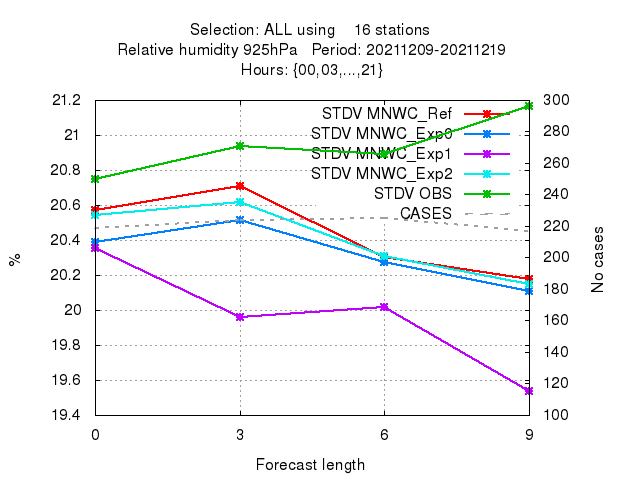 Selection: ALL using 16 stations
Relative humidity 925hPa Period: 20211209-20211219
Hours: {00,03,...,21}
21.2
21
20.8
20.6
20.4
20.2
20
19.8
19.6
19.4
%
STDV MNWC_Ref
STDV MNWC_Exp0
STDV MNWC_Exp1
STDV MNWC_Exp2
STDV OBS
CASES
300
280
260
240
220
200
180
160
140
120
100
No cases
0 3 6 9
Forecast length